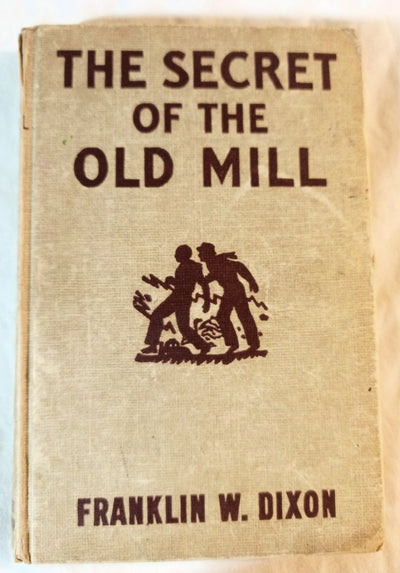 THE SECRET
OF THE
OLD MILL
FRANKLIN W. DIXON